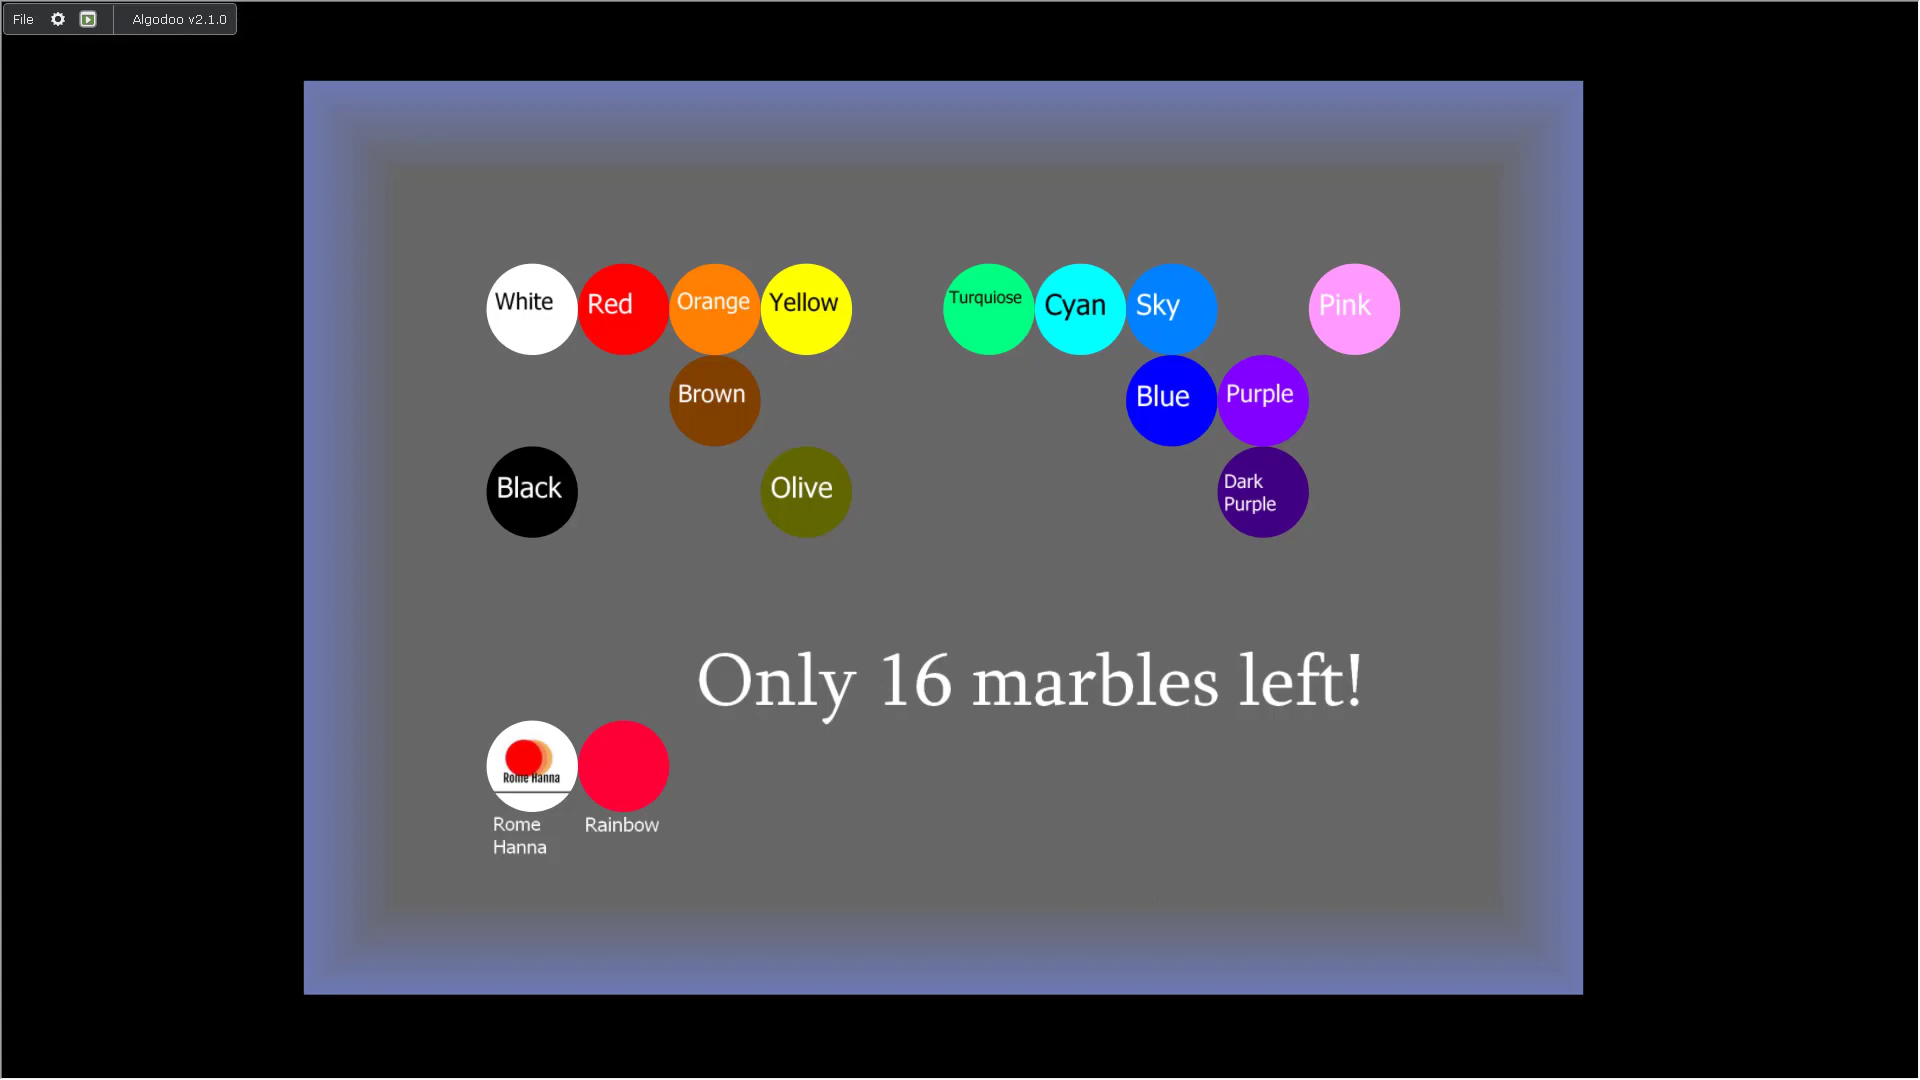 File Algodoo v2.1.0
White Red Orange Yellow Turquiose Cyan Sky Pink
Brown Blue Purple
Black Olive Dark
Purple
Only 16 marbles left!
Rome Hanna
Rome Rainbow
Hanna